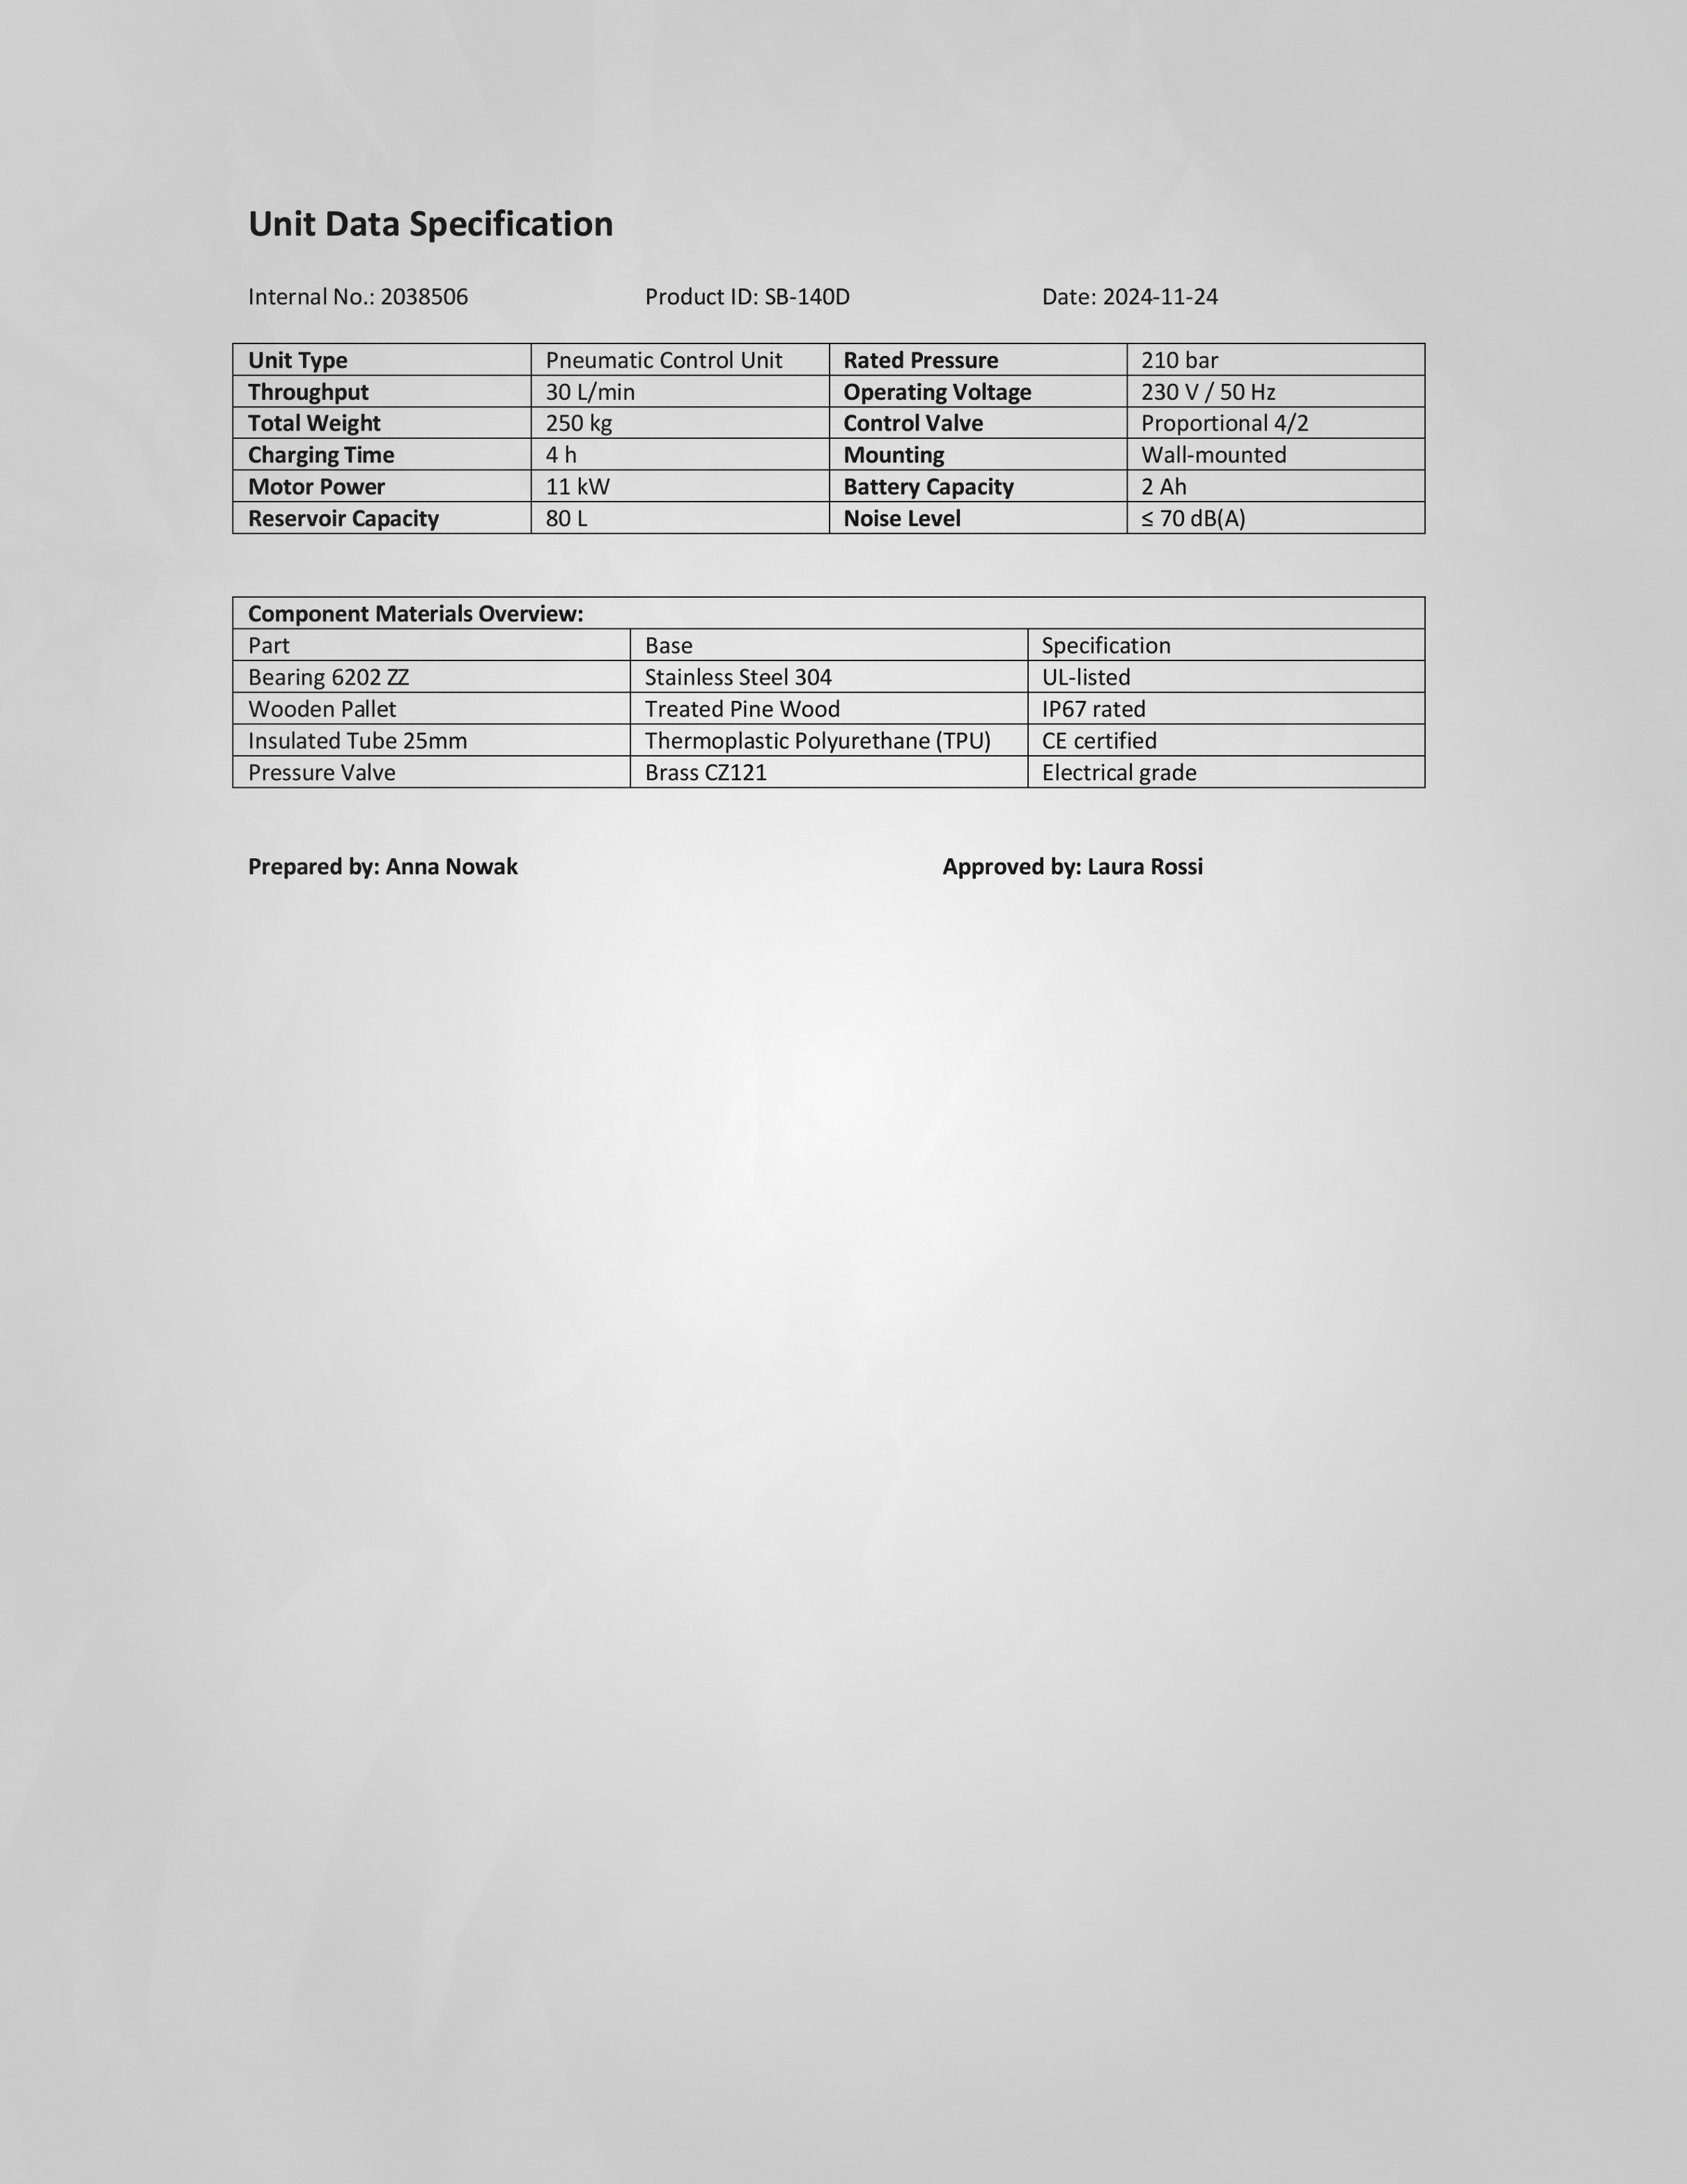 Unit Data Specification
Internal No.: 2038506 Product ID: SB-140D Date: 2024-11-24
Unit Type Pneumatic Control Unit Rated Pressure 210 bar
Throughput 30 L/min Operating Voltage 230 V / 50 Hz
Total Weight 250 kg Control Valve Proportional 4/2
Charging Time 4 h Mounting Wall-mounted
Motor Power 11 kW Battery Capacity 2 Ah
Reservoir Capacity 80 L Noise Level ≤ 70 dB(A)
Component Materials Overview:
Part Base Specification
Bearing 6202 ZZ Stainless Steel 304 UL-listed
Wooden Pallet Treated Pine Wood IP67 rated
Insulated Tube 25mm Thermoplastic Polyurethane (TPU) CE certified
Pressure Valve Brass CZ121 Electrical grade
Prepared by: Anna Nowak Approved by: Laura Rossi